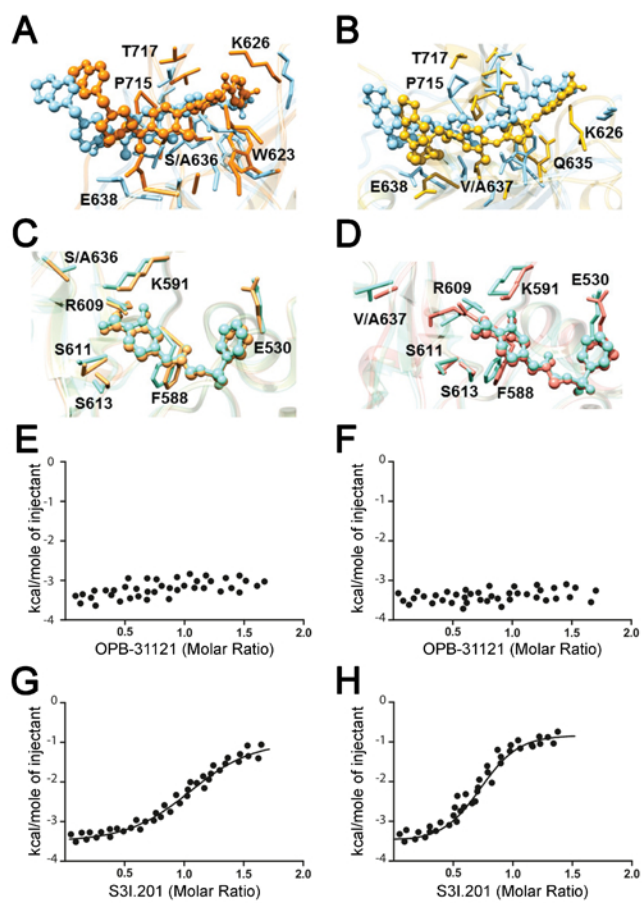 A
T717
K626
P715
S/A636
W623
E638
B
T717
P715
K626
Q635
E638
V/A637
C
S/A636
K591
R609
S611
E530
S613
F588
D
E530
K591
R609
V/A637
S611
S613
F588
E
kcal/mole of injectant
0
-1
-2
-3
-4
0.5
1.0
1.5
2.0
OPB-31121 (Molar Ratio)
F
kcal/mole of injectant
0
-1
-2
-3
-4
0.5
1.0
1.5
2.0
OPB-31121 (Molar Ratio)
G
kcal/mole of injectant
0
-1
-2
-3
-4
0.5
1.0
1.5
2.0
S3I.201 (Molar Ratio)
H
kcal/mole of injectant
0
-1
-2
-3
-4
0.5
1.0
1.5
2.0
S3I.201 (Molar Ratio)